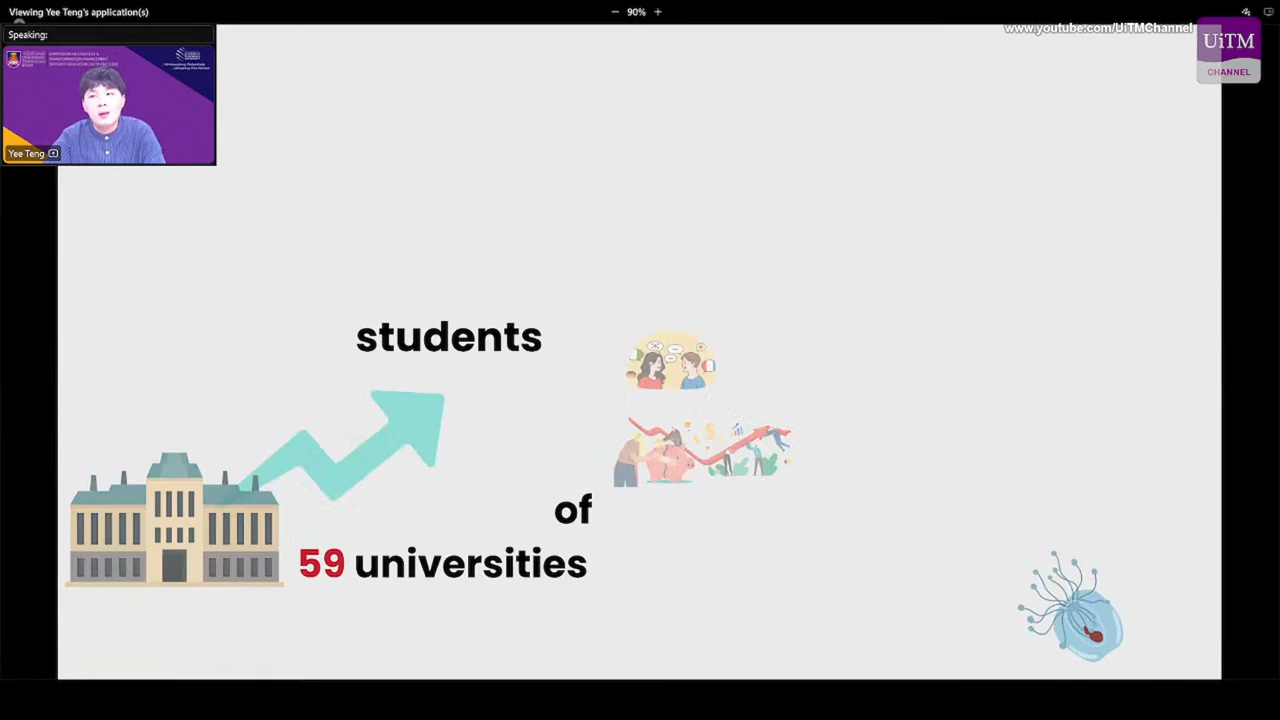 Viewing Yee Teng's application(s)
90%
Speaking:
www.youtube.com/UiTMChannel
UiTM
CHANNEL
Yee Teng
students
of
59 universities